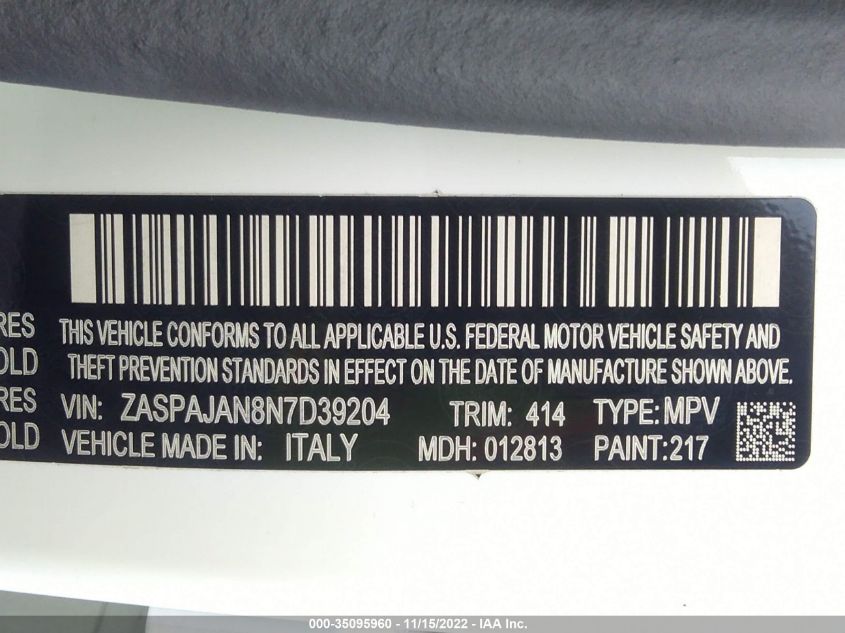 THIS VEHICLE CONFORMS TO ALL APPLICABLE U.S. FEDERAL MOTOR VEHICLE SAFETY AND
THEFT PREVENTION STANDARDS IN EFFECT ON THE DATE OF MANUFACTURE SHOWN ABOVE.
RES
OLD
RES
OLD
VIN: ZASPAJAN8N7D39204 TRIM: 414 TYPE: MPV
VEHICLE MADE IN: ITALY MDH: 012813 PAINT:217
000-35095960 - 11/15/2022 - IAA Inc.